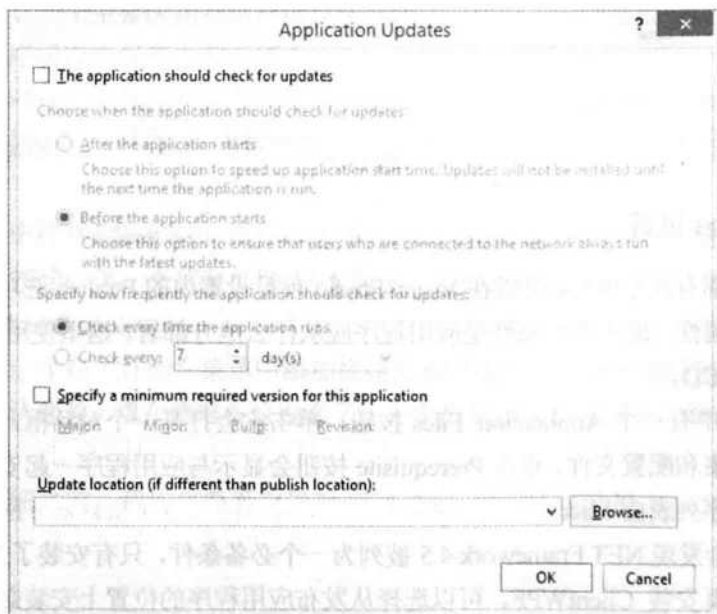 Application Updates
? ×
The application should check for updates
Choose when the application should check for updates:
After the application starts
Choose this option to speed up application start time. Updates will not be installed until
the next time the application is run.
Before the application starts
Choose this option to ensure that users who are connected to the network always run
with the latest updates.
Specify how frequently the application should check for updates:
Check every time the application runs
Check every: 7 day(s)
Specify a minimum required version for this application
Major: Minor: Build: Revision:
Update location (if different than publish location):
Browse...
OK Cancel